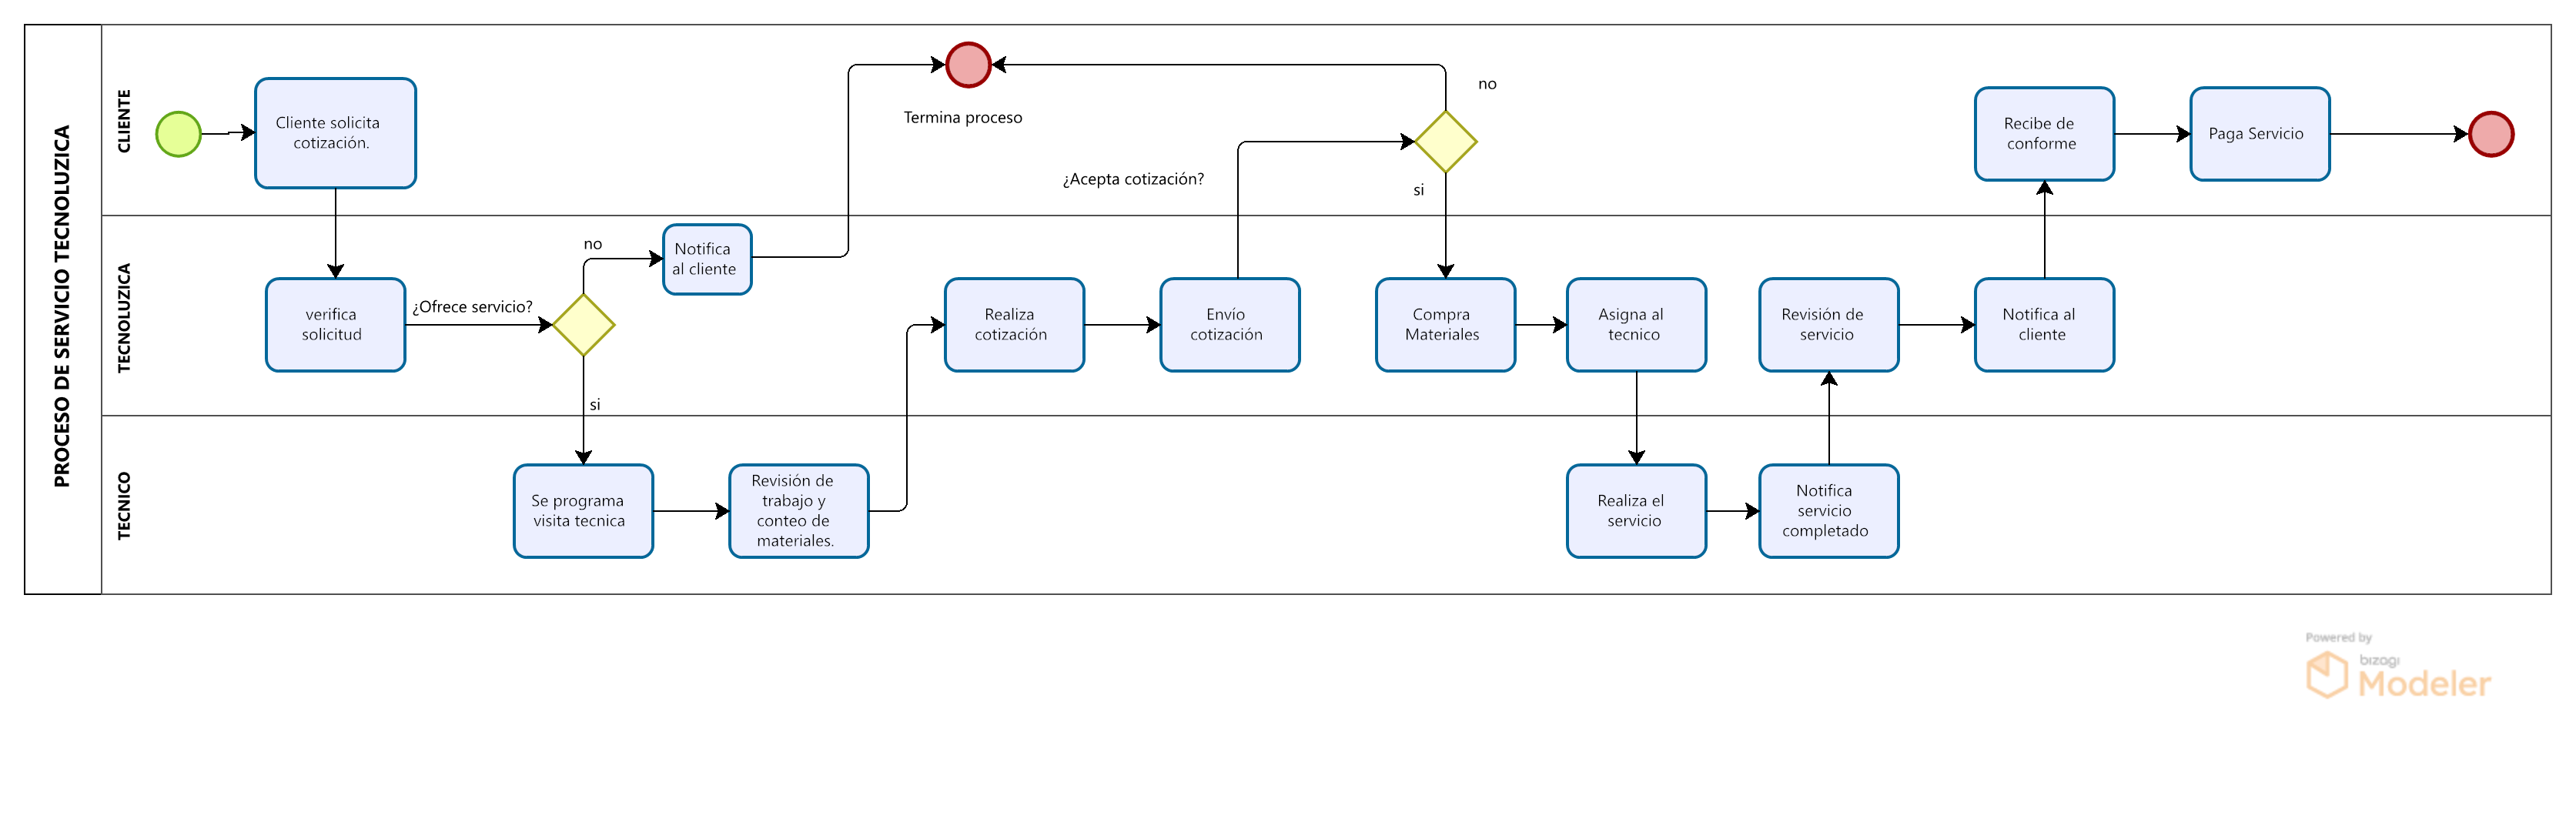 PROCESO DE SERVICIO TECNOLUZICA
CLIENTE
Cliente solicita
cotización.
Termina proceso
no
¿Acepta cotización?
si
Recibe de
conforme
Paga Servicio
TECNOLUZICA
verifica
solicitud
¿Ofrece servicio?
no
Notifica
al cliente
si
Realiza
cotización
Envío
cotización
Compra
Materiales
Asigna al
tecnico
Revisión de
servicio
Notifica al
cliente
TECNICO
Se programa
visita tecnica
Revisión de
trabajo y
conteo de
materiales.
Realiza el
servicio
Notifica
servicio
completado
Powered by
bizagi
Modeler